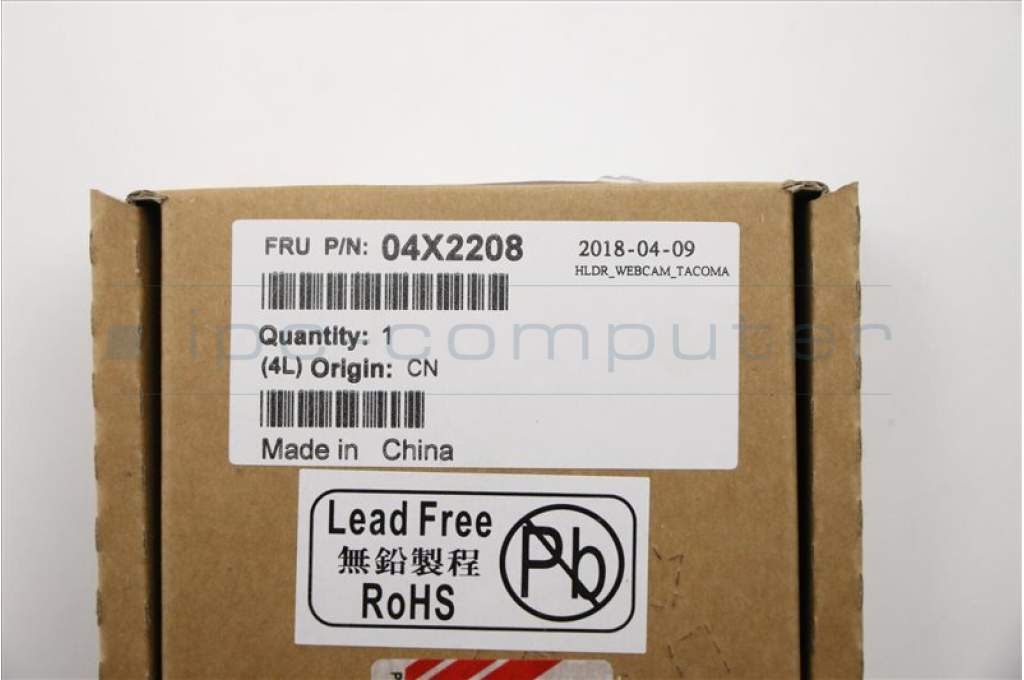 FRU P/N: 04X2208
2018-04-09
HLDR_WEBCAM_TACOMA
ipc computer
Quantity: 1
(4L) Origin: CN
Made in China
Lead Free
無鉛製程
RoHS
Pb